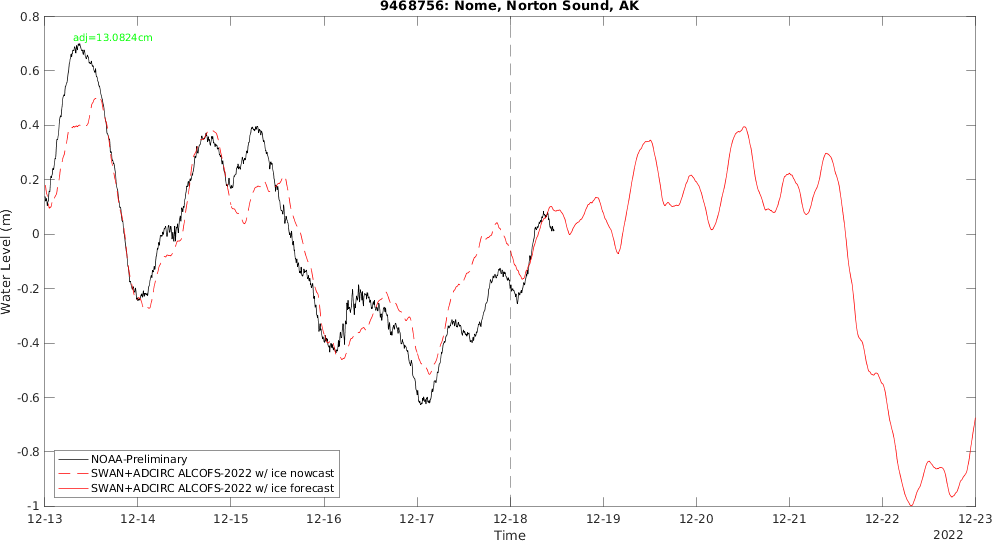 9468756: Nome, Norton Sound, AK
adj=13.0824cm
Water Level (m)
0.8
0.6
0.4
0.2
0
-0.2
-0.4
-0.6
-0.8
-1
NOAA-Preliminary
SWAN+ADCIRC ALCOFS-2022 w/ ice nowcast
SWAN+ADCIRC ALCOFS-2022 w/ ice forecast
12-13 12-14 12-15 12-16 12-17 12-18 12-19 12-20 12-21 12-22 12-23
Time
2022